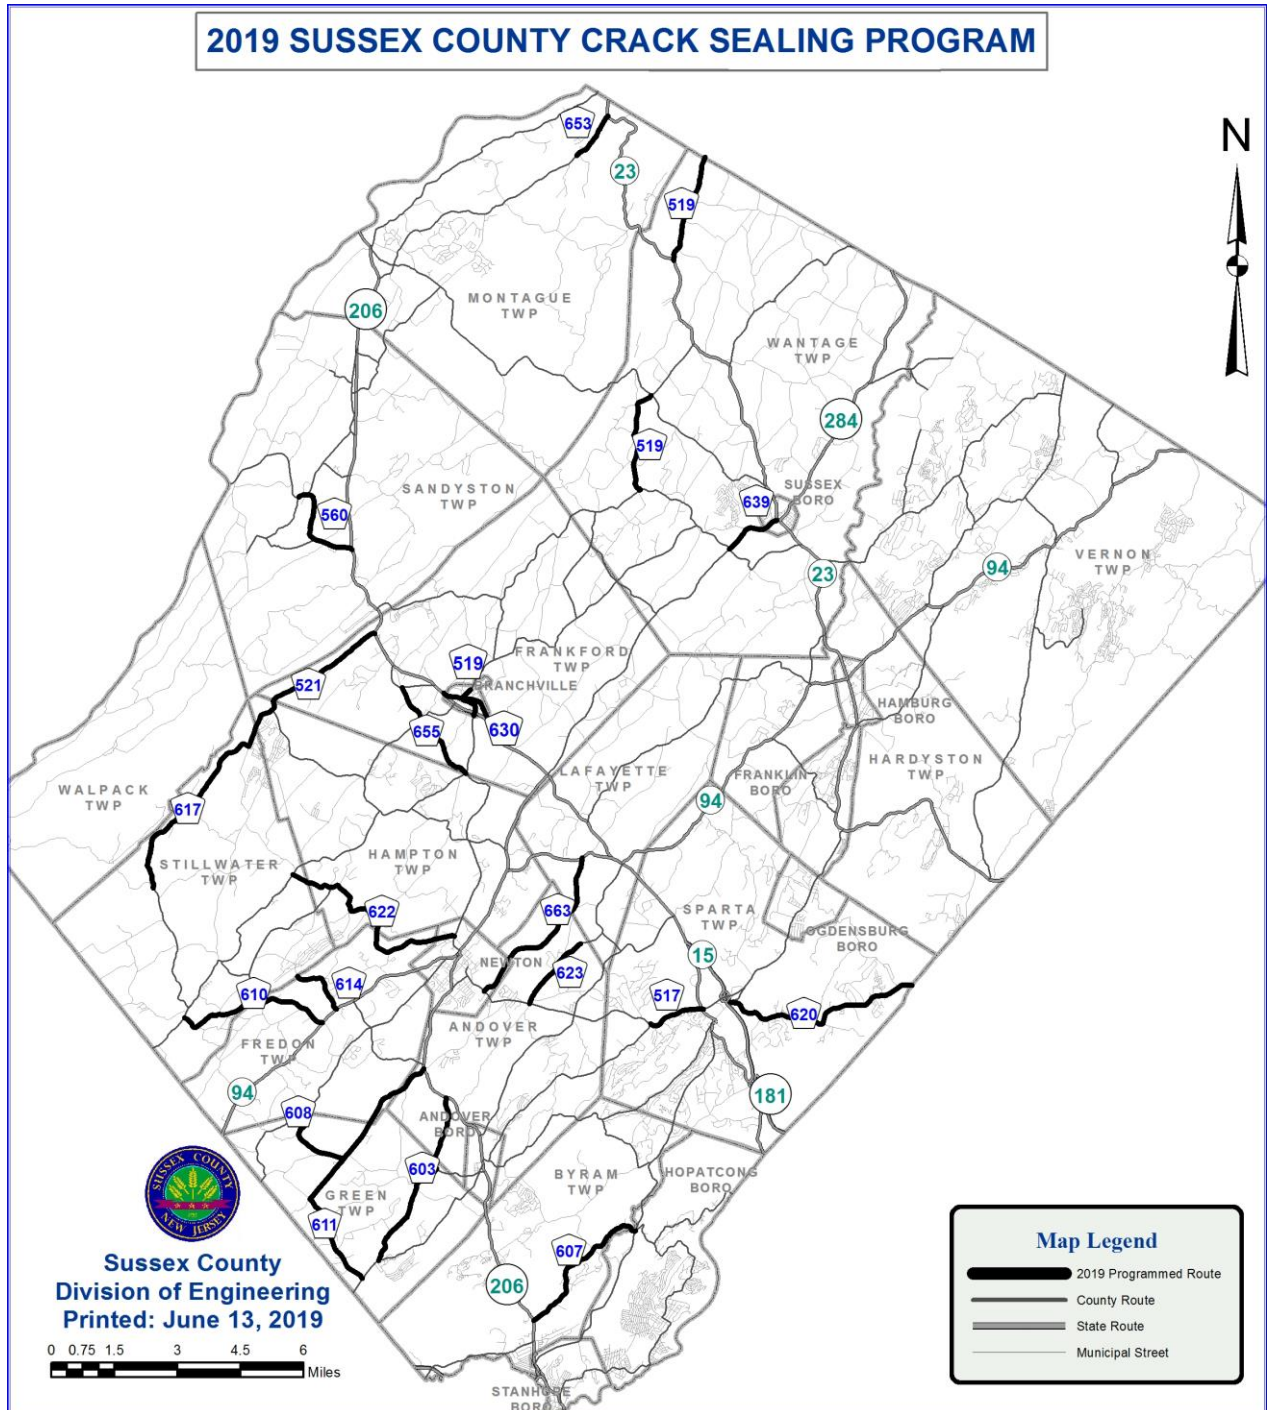 2019 SUSSEX COUNTY CRACK SEALING PROGRAM
N
653
23
519
MONTAGUE
TWP
206
WANTAGE
TWP
284
519
SANDYSTON
TWP
SUSSEX
BORO
639
560
VERNON
TWP
94
23
FRANKFORD
TWP
519
BRANCHVILLE
521
HAMBURG
BORO
655
630
HARDYSTON
TWP
LAFAYETTE
TWP
FRANKLIN
BORO
WALPACK
TWP
94
617
HAMPTON
TWP
STILLWATER
TWP
622
663
SPARTA
TWP
OGDENSBURG
BORO
15
NEWTON
623
614
610
517
620
ANDOVER
TWP
FREDON
TWP
94
181
608
ANDOVER
BORO
603
BYRAM
TWP
HOPATCONG
BORO
GREEN
TWP
611
607
206
STANHOPE
BORO
SUSSEX COUNTY
NEW JERSEY
Sussex County
Division of Engineering
Printed: June 13, 2019
0 0.75 1.5 3 4.5 6
Miles
Map Legend
2019 Programmed Route
County Route
State Route
Municipal Street